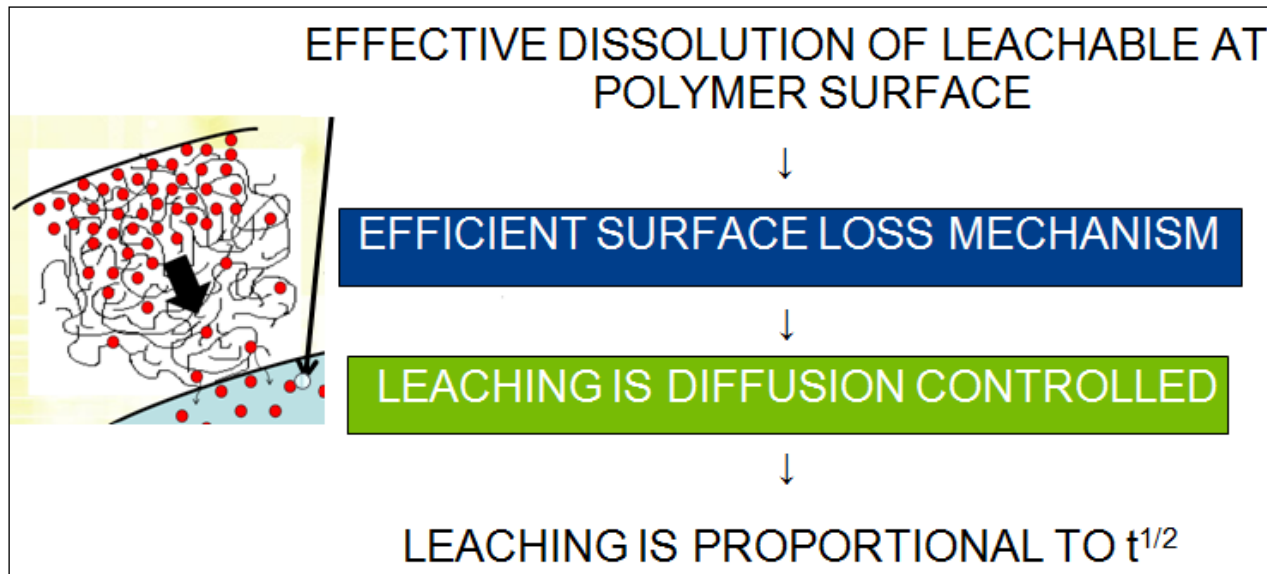 EFFECTIVE DISSOLUTION OF LEACHABLE AT
POLYMER SURFACE
↓
EFFICIENT SURFACE LOSS MECHANISM
↓
LEACHING IS DIFFUSION CONTROLLED
↓
LEACHING IS PROPORTIONAL TO t^1/2